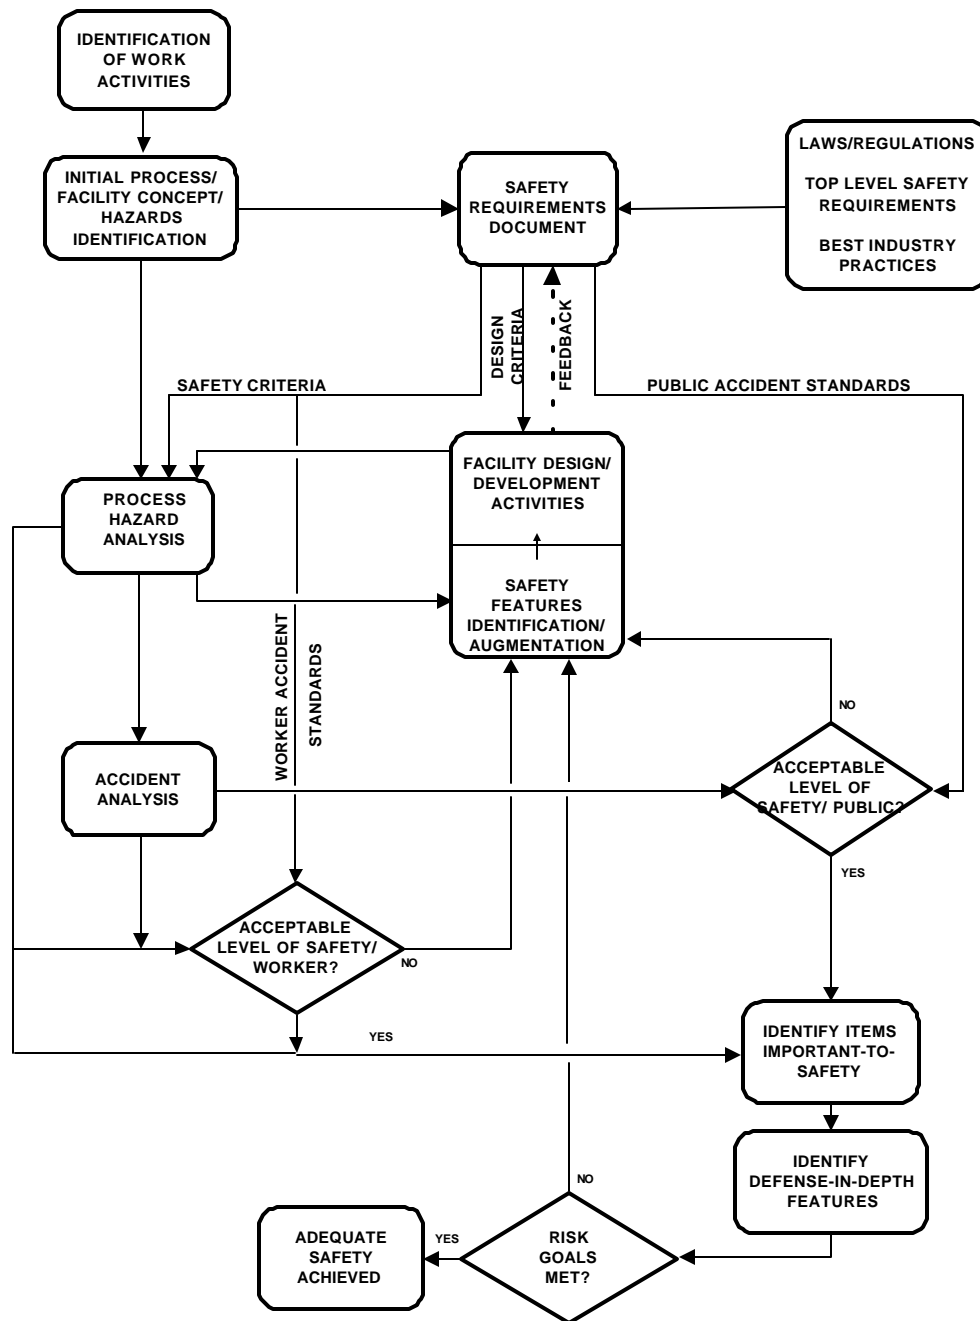 IDENTIFICATION
OF WORK
ACTIVITIES
INITIAL PROCESS/
FACILITY CONCEPT/
HAZARDS
IDENTIFICATION
SAFETY
REQUIREMENTS
DOCUMENT
LAWS/REGULATIONS
TOP LEVEL SAFETY
REQUIREMENTS
BEST INDUSTRY
PRACTICES
DESIGN
CRITERIA
FEEDBACK
SAFETY CRITERIA
PUBLIC ACCIDENT STANDARDS
FACILITY DESIGN/
DEVELOPMENT
ACTIVITIES
PROCESS
HAZARD
ANALYSIS
SAFETY
FEATURES
IDENTIFICATION/
AUGMENTATION
WORKER ACCIDENT
STANDARDS
NO
ACCIDENT
ANALYSIS
ACCEPTABLE
LEVEL OF
SAFETY/ PUBLIC?
YES
ACCEPTABLE
LEVEL OF SAFETY/
WORKER?
NO
YES
IDENTIFY ITEMS
IMPORTANT-TO-
SAFETY
IDENTIFY
DEFENSE-IN-DEPTH
FEATURES
NO
RISK
GOALS
MET?
YES
ADEQUATE
SAFETY
ACHIEVED